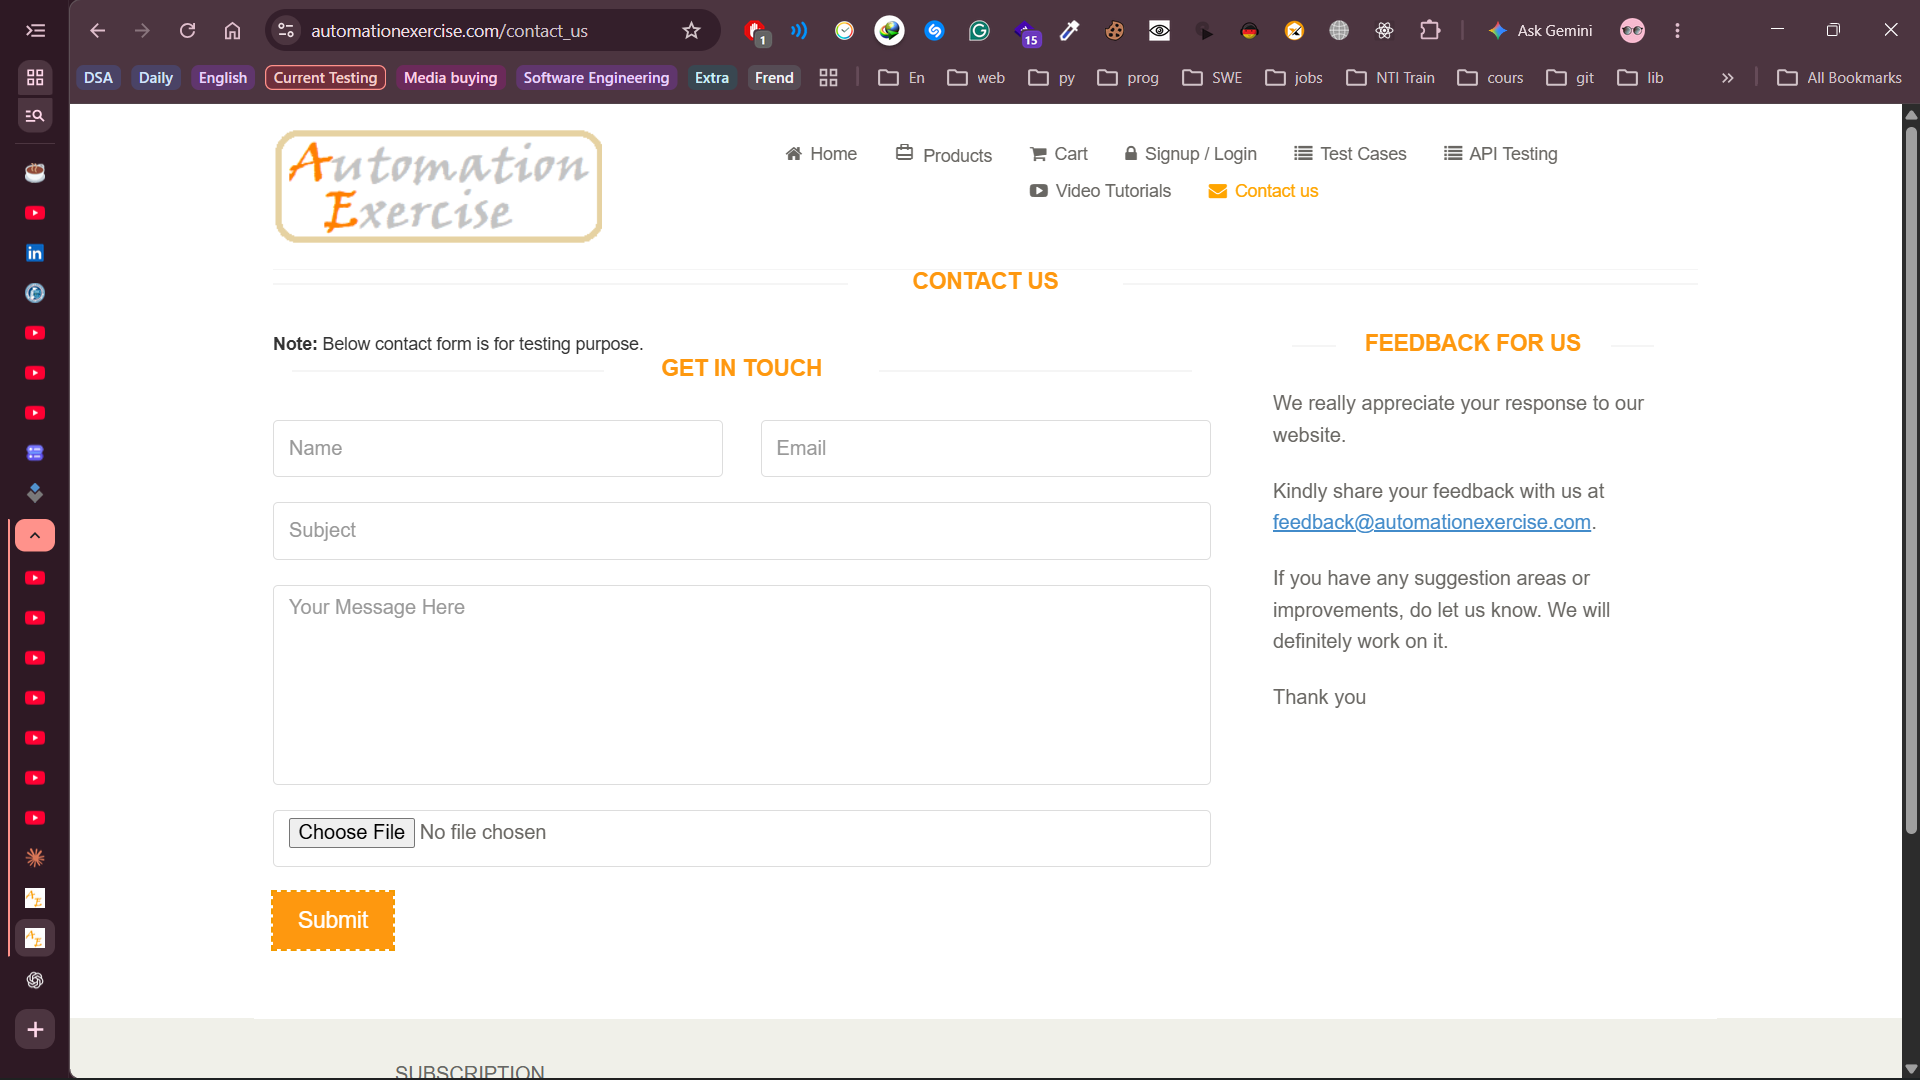 automationexercise.com/contact_us
1
15
Ask Gemini
DSA Daily English Current Testing Media buying Software Engineering Extra Frend En web py prog SWE jobs NTI Train cours git lib All Bookmarks
Automation
Exercise
Home Products Cart Signup / Login Test Cases API Testing
Video Tutorials Contact us
CONTACT US
Note: Below contact form is for testing purpose.
GET IN TOUCH
Name
Email
Subject
Your Message Here
Choose File No file chosen
Submit
FEEDBACK FOR US
We really appreciate your response to our
website.
Kindly share your feedback with us at
feedback@automationexercise.com.
If you have any suggestion areas or
improvements, do let us know. We will
definitely work on it.
Thank you
SUBSCRIPTION